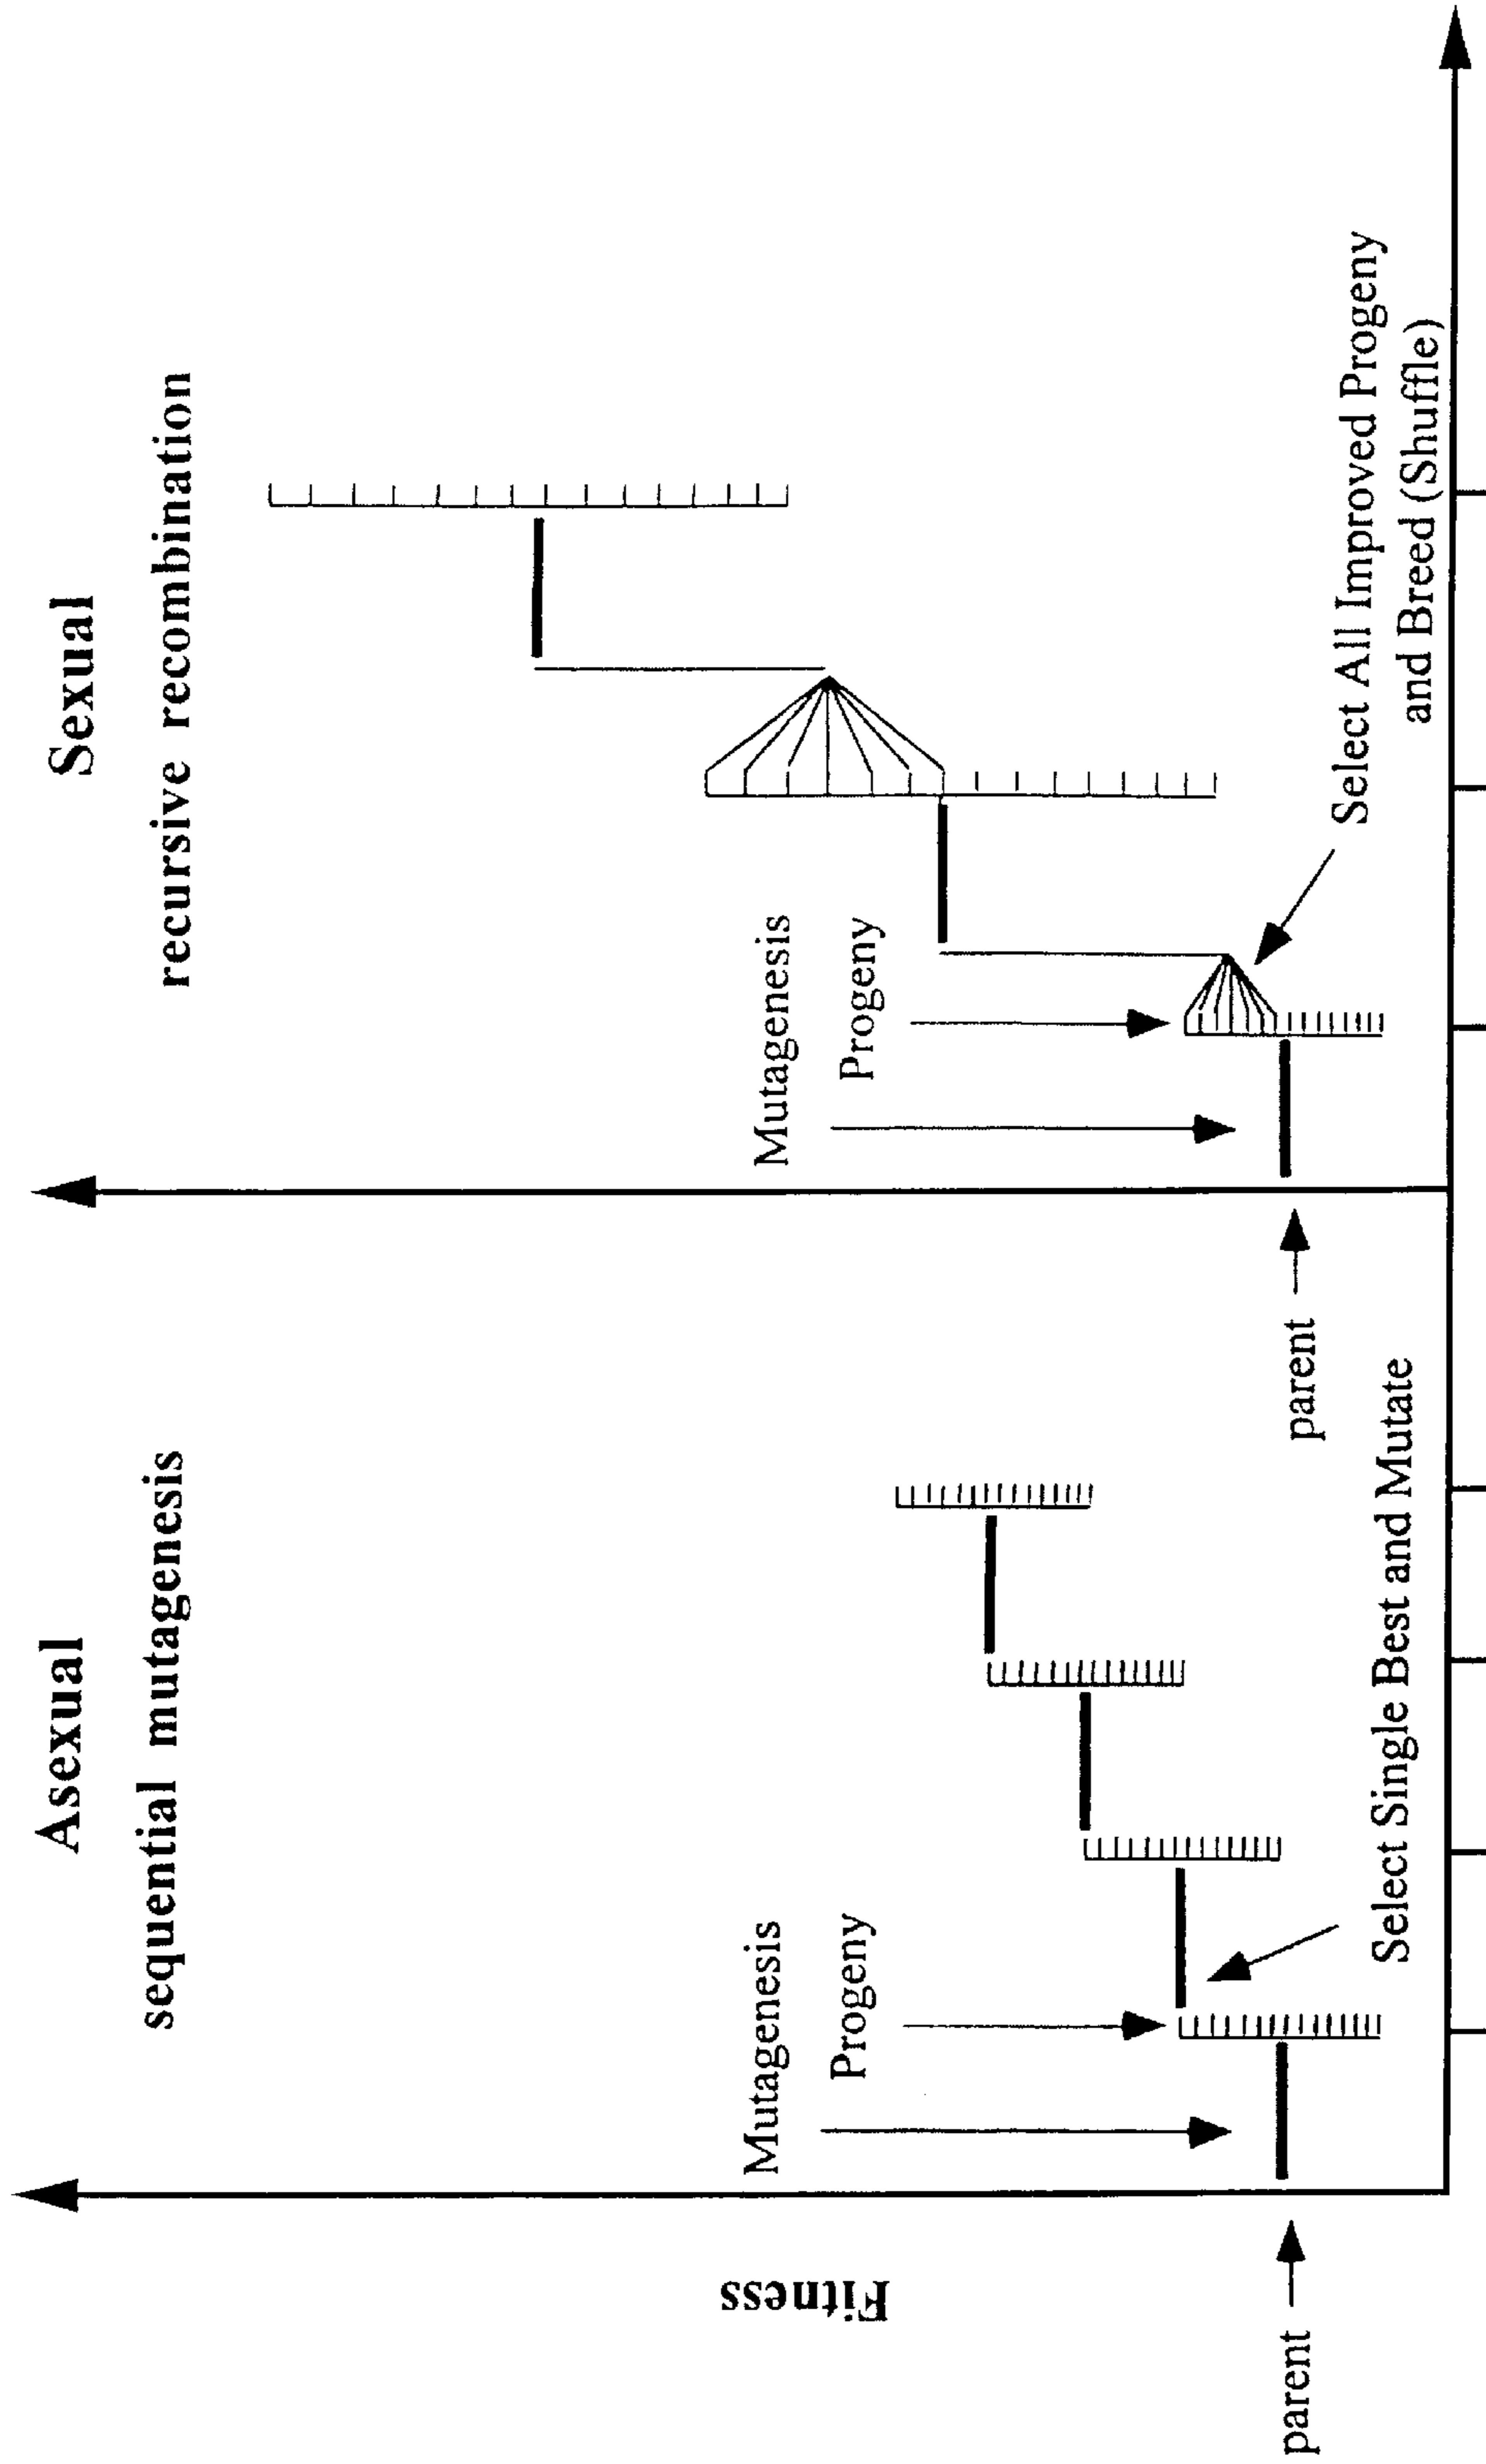 Asexual
sequential mutagenesis
Sexual
recursive recombination
Fitness
Mutagenesis
Progeny
Mutagenesis
Progeny
parent
Select Single Best and Mutate
parent
Select All Improved Progeny
and Breed (Shuffle)